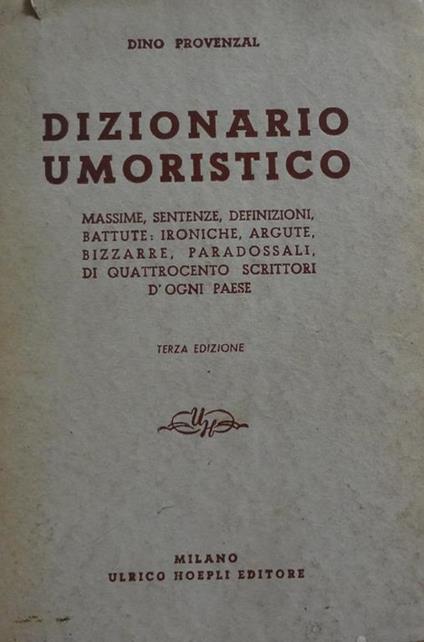 DINO PROVENZAL
DIZIONARIO
UMORISTICO
MASSIME, SENTENZE, DEFINIZIONI,
BATTUTE: IRONICHE, ARGUTE,
BIZZARRE, PARADOSSALI,
DI QUATTROCENTO SCRITTORI
D'OGNI PAESE
TERZA EDIZIONE
UH
MILANO
ULRICO HOEPLI EDITORE